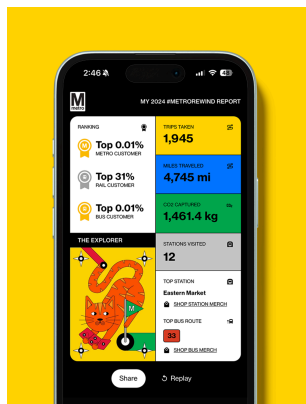 2:46
48
M
metro
MY 2024 #METROREWIND REPORT
RANKING
Top 0.01%
METRO CUSTOMER
Top 31%
RAIL CUSTOMER
Top 0.01%
BUS CUSTOMER
THE EXPLORER
TRIPS TAKEN
1,945
MILES TRAVELED
4,745 mi
CO2 CAPTURED
1,461.4 kg
STATIONS VISITED
12
TOP STATION
Eastern Market
SHOP STATION MERCH
TOP BUS ROUTE
33
SHOP BUS MERCH
Share
Replay